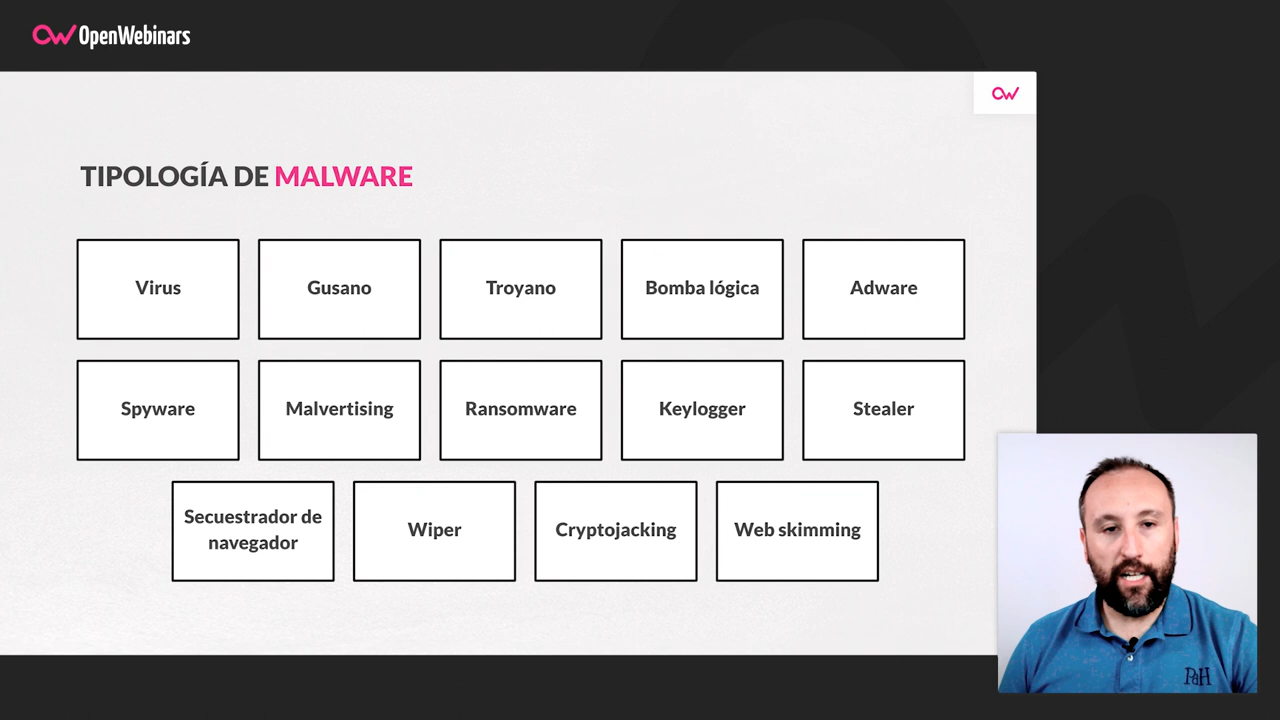 OpenWebinars
TIPOLOGÍA DE MALWARE
Virus
Gusano
Troyano
Bomba lógica
Adware
Spyware
Malvertising
Ransomware
Keylogger
Stealer
Secuestrador de
navegador
Wiper
Cryptojacking
Web skimming
PdH